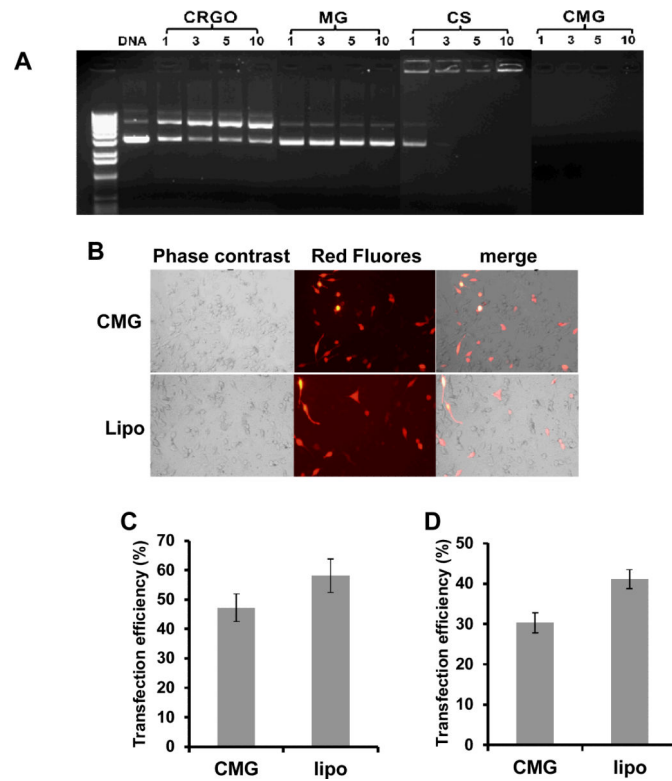 CRGO MG CS CMG
DNA 1 3 5 10 1 3 5 10 1 3 5 10 1 3 5 10
A
B
Phase contrast Red Fluores merge
CMG
Lipo
C
Transfection efficiency (%)
70
60
50
40
30
20
10
0
CMG lipo
D
Transfection efficiency (%)
50
40
30
20
10
0
CMG lipo